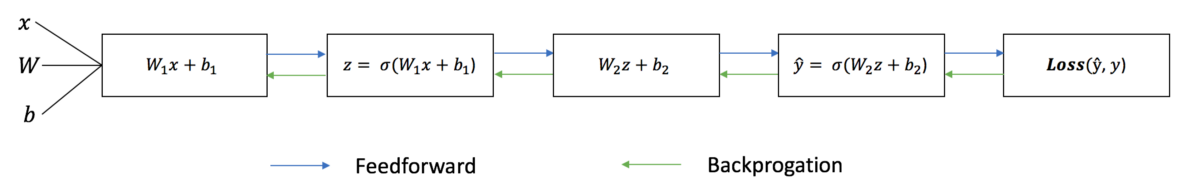 x
W
b
W₁x + b₁
z = σ(W₁x + b₁)
W₂z + b₂
ŷ = σ(W₂z + b₂)
Loss(ŷ, y)
Feedforward
Backprogation